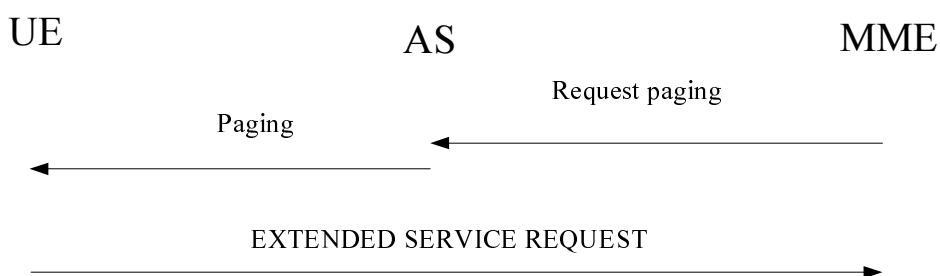 UE AS MME
Request paging
Paging
EXTENDED SERVICE REQUEST